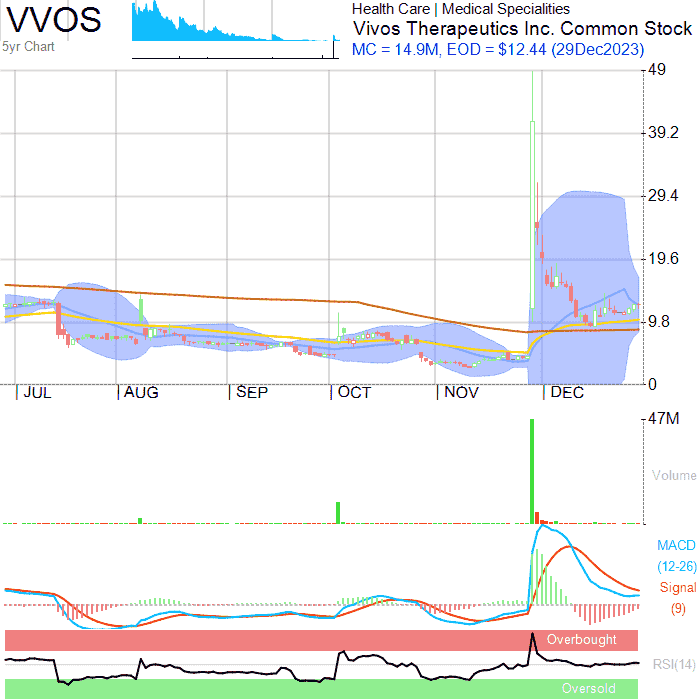 VVOS
5yr Chart
Health Care | Medical Specialities
Vivos Therapeutics Inc. Common Stock
MC = 14.9M, EOD = $12.44 (29Dec2023)
49
39.2
29.4
19.6
9.8
0
JUL AUG SEP OCT NOV DEC
47M
Volume
MACD
(12-26)
Signal
(9)
Overbought
RSI(14)
Oversold